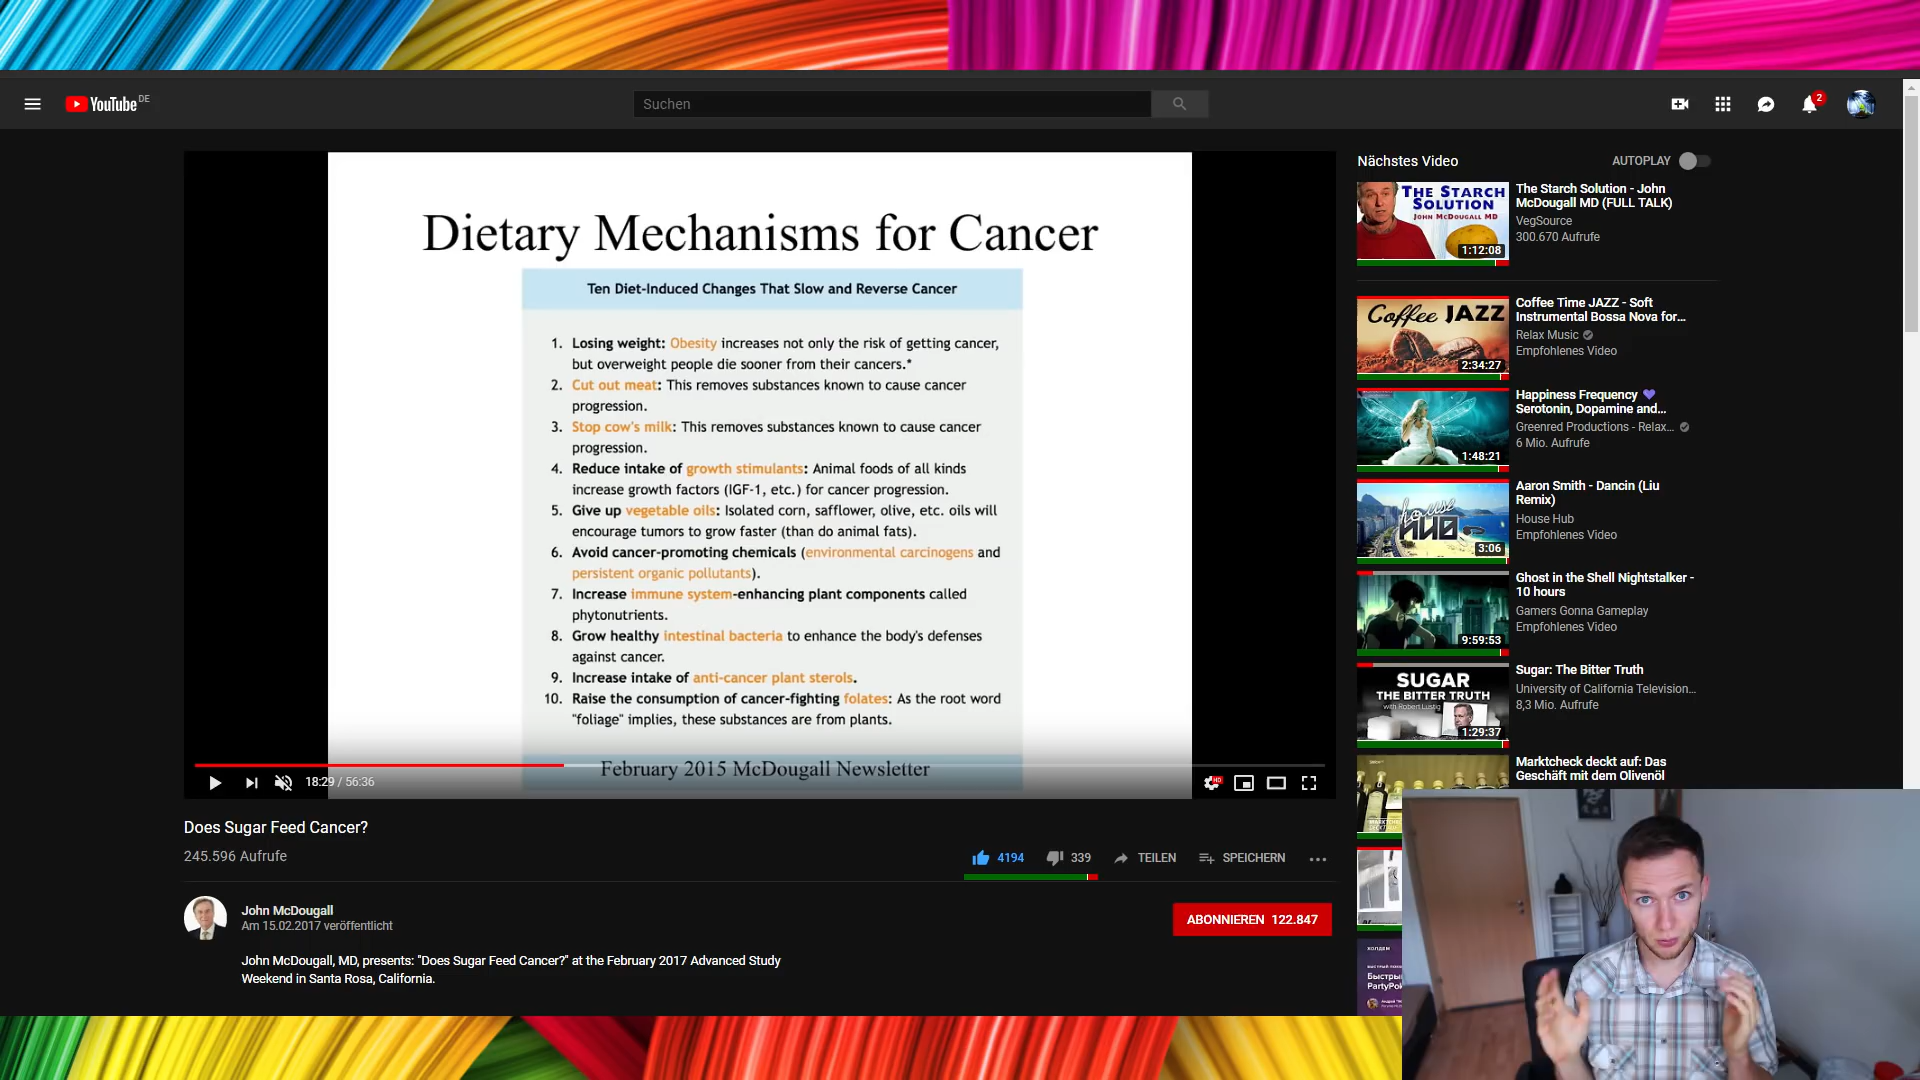 YouTube DE
Suchen
2
Dietary Mechanisms for Cancer
Ten Diet-Induced Changes That Slow and Reverse Cancer
1. Losing weight: Obesity increases not only the risk of getting cancer,
but overweight people die sooner from their cancers.*
2. Cut out meat: This removes substances known to cause cancer
progression.
3. Stop cow's milk: This removes substances known to cause cancer
progression.
4. Reduce intake of growth stimulants: Animal foods of all kinds
increase growth factors (IGF-1, etc.) for cancer progression.
5. Give up vegetable oils: Isolated corn, safflower, olive, etc. oils will
encourage tumors to grow faster (than do animal fats).
6. Avoid cancer-promoting chemicals (environmental carcinogens and
persistent organic pollutants).
7. Increase immune system-enhancing plant components called
phytonutrients.
8. Grow healthy intestinal bacteria to enhance the body's defenses
against cancer.
9. Increase intake of anti-cancer plant sterols.
10. Raise the consumption of cancer-fighting folates: As the root word
"foliage" implies, these substances are from plants.
February 2015 McDougall Newsletter
18:29 / 56:36
HD
Does Sugar Feed Cancer?
245.596 Aufrufe
4194
339
TEILEN
SPEICHERN
John McDougall
Am 15.02.2017 veröffentlicht
ABONNIEREN 122.847
John McDougall, MD, presents: "Does Sugar Feed Cancer?" at the February 2017 Advanced Study
Weekend in Santa Rosa, California.
Nächstes Video
AUTOPLAY
THE STARCH
SOLUTION
JOHN MCDOUGALL MD
1:12:08
The Starch Solution - John
McDougall MD (FULL TALK)
VegSource
300.670 Aufrufe
Coffee JAZZ
2:34:27
Coffee Time JAZZ - Soft
Instrumental Bossa Nova for...
Relax Music
Empfohlenes Video
1:48:21
Happiness Frequency
Serotonin, Dopamine and...
Greenred Productions - Relax...
6 Mio. Aufrufe
house
HUB
3:06
Aaron Smith - Dancin (Liu
Remix)
House Hub
Empfohlenes Video
9:59:53
Ghost in the Shell Nightstalker -
10 hours
Gamers Gonna Gameplay
Empfohlenes Video
SUGAR
THE BITTER TRUTH
with Robert Lustig
1:29:37
Sugar: The Bitter Truth
University of California Television...
8,3 Mio. Aufrufe
Marktcheck deckt auf: Das
Geschäft mit dem Olivenöl